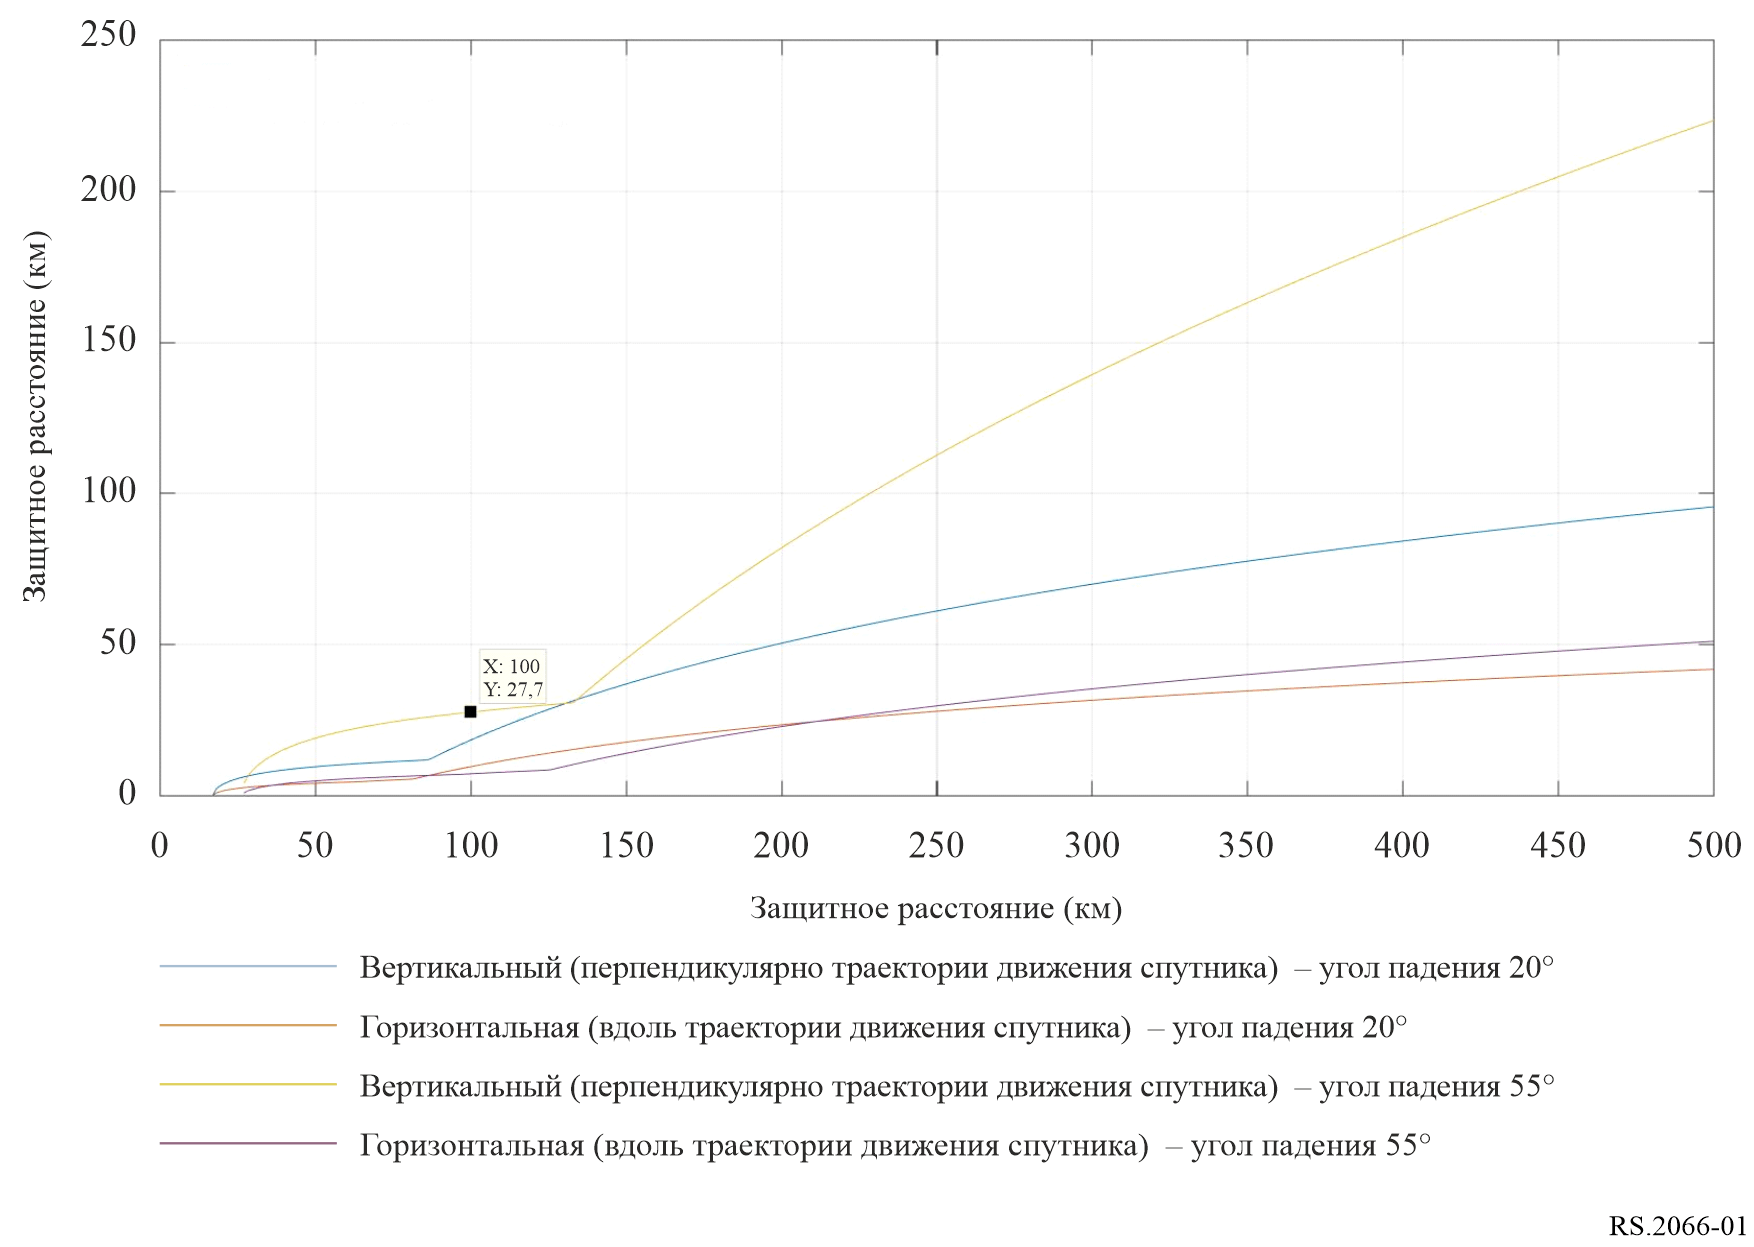 250
200
150
100
50
0
Защитное расстояние (км)
X: 100
Y: 27,7
0 50 100 150 200 250 300 350 400 450 500
Защитное расстояние (км)
Вертикальный (перпендикулярно траектории движения спутника) – угол падения 20°
Горизонтальная (вдоль траектории движения спутника) – угол падения 20°
Вертикальный (перпендикулярно траектории движения спутника) – угол падения 55°
Горизонтальная (вдоль траектории движения спутника) – угол падения 55°
RS.2066-01